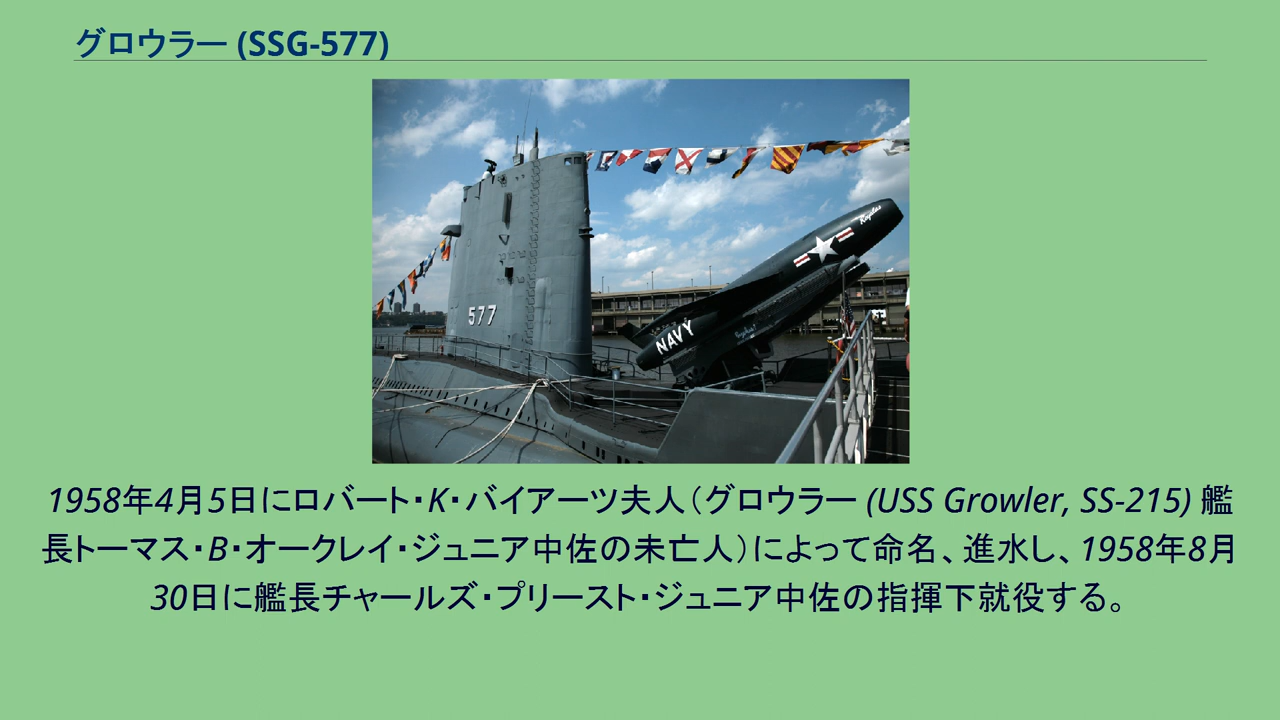 グロウラー (SSG-577)
577
Regulus
NAVY
1958年4月5日にロバート・K・バイアーツ夫人（グロウラー (USS Growler, SS-215) 艦
長トーマス・B・オークレイ・ジュニア中佐の未亡人）によって命名、進水し、1958年8月
30日に艦長チャールズ・プリースト・ジュニア中佐の指揮下就役する。